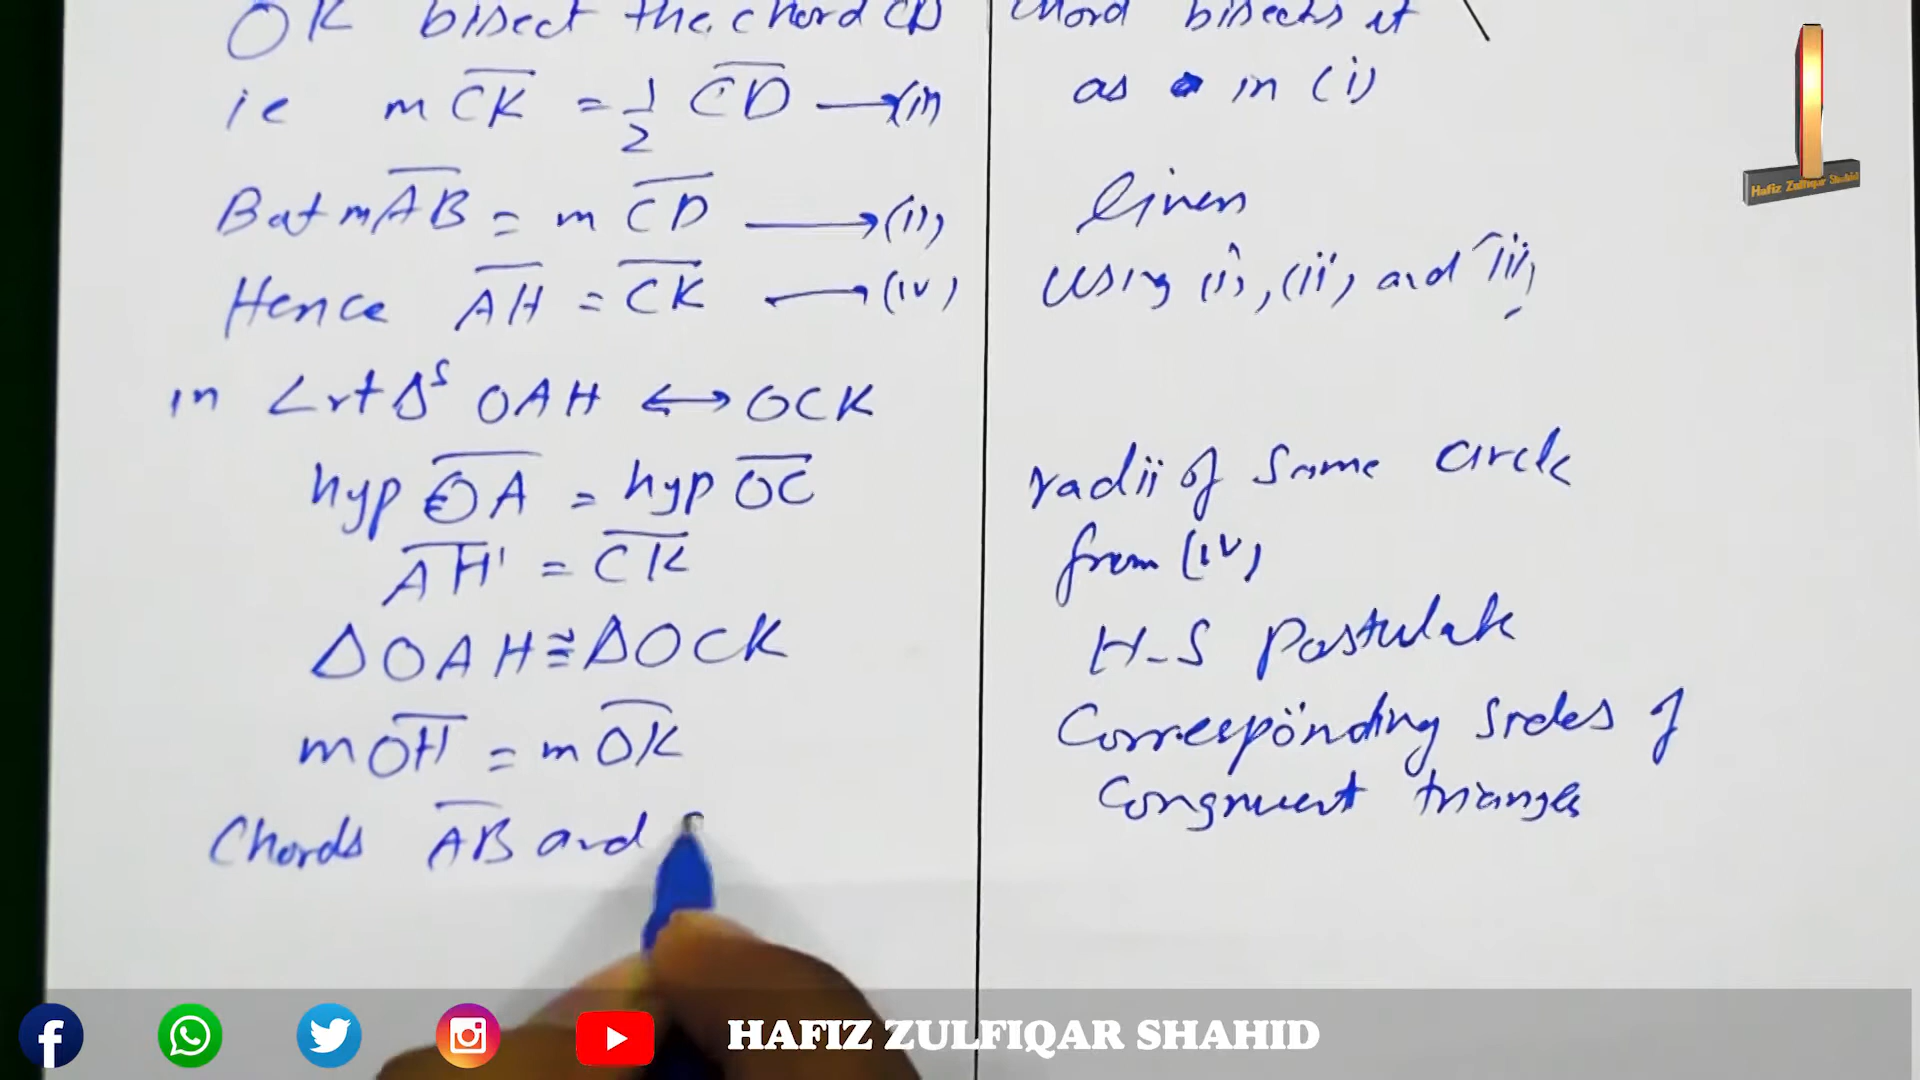 OK bisect the chord CD
chord bisects it
ie mCK = 1/2 CD → (ii)
as in (i)
But mAB = mCD → (iii)
Given
Hence AH = CK → (iv)
using (i), (ii) and (iii)
in ∠rt Δs OAH ↔ OCK
hyp OA = hyp OC
radii of same circle
AH = CK
from (iv)
ΔOAH ≅ ΔOCK
H-S Postulate
mOH = mOK
Corresponding sides of
congruent triangles
Chords AB and
Hafiz Zulfiqar Shahid
HAFIZ ZULFIQAR SHAHID